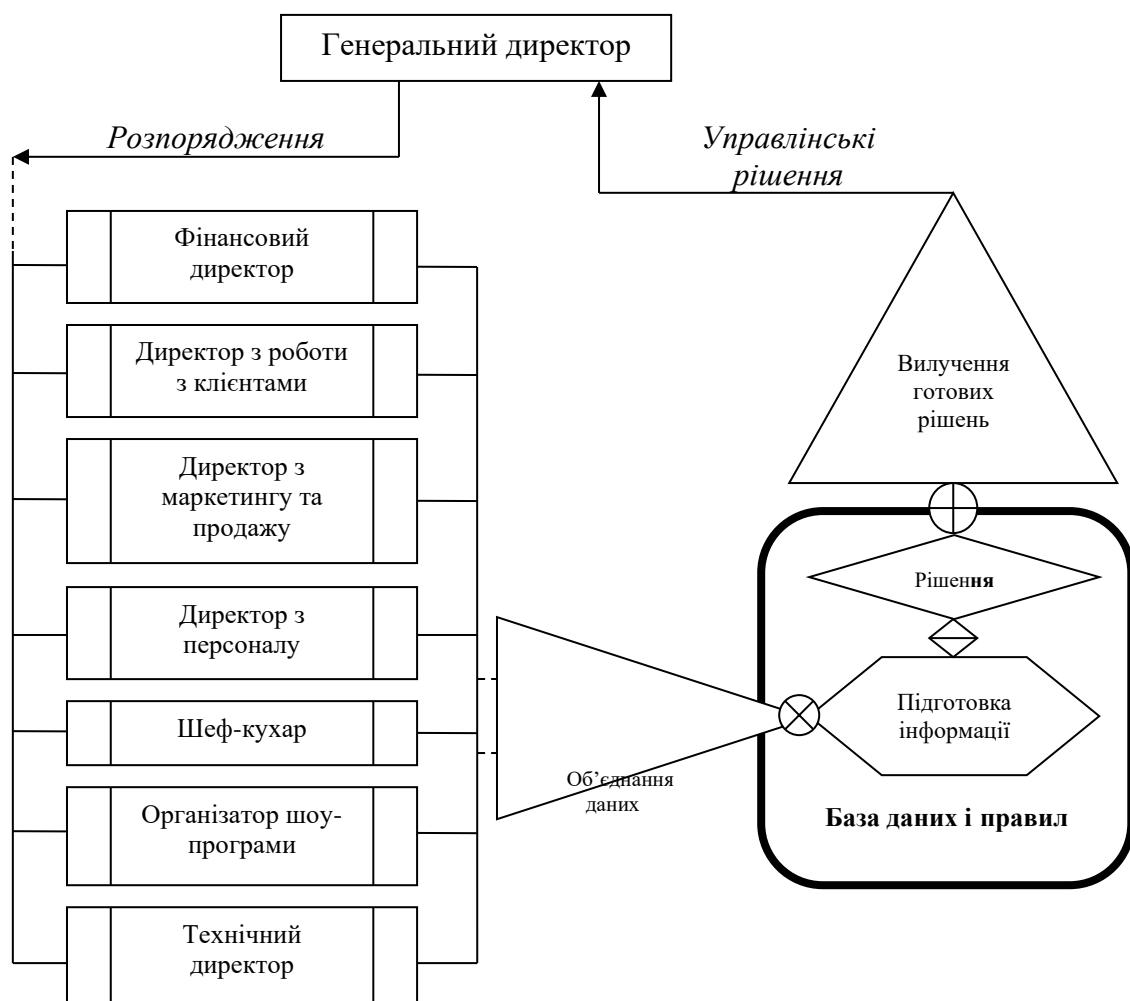 Генеральний директор
Розпорядження
Управлінські
рішення
Фінансовий
директор
Директор з роботи
з клієнтами
Директор з
маркетингу та
продажу
Директор з
персоналу
Шеф-кухар
Організатор шоу-
програми
Технічний
директор
Об’єднання
даних
Вилучення
готових
рішень
Рішення
Підготовка
інформації
База даних і правил